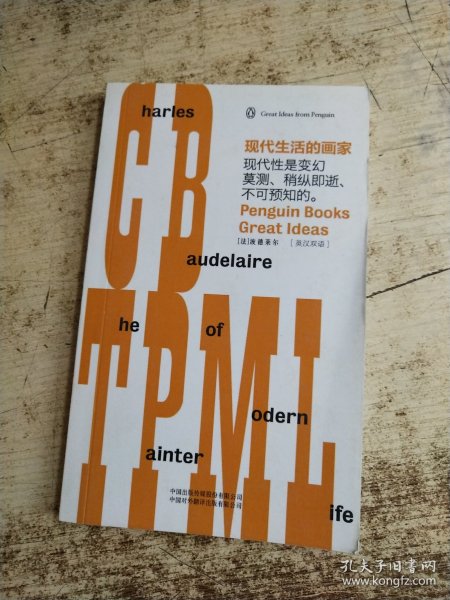 harles
Great Ideas from Penguin
C B
现代生活的画家
现代性是变幻
莫测、稍纵即逝、
不可预知的。
Penguin Books
Great Ideas
[法]波德莱尔 [英汉双语]
audelaire
he of
T P M L
odern
ainter
中国出版传媒股份有限公司
中国对外翻译出版有限公司
ife
孔夫子旧书网
www.kongfz.com